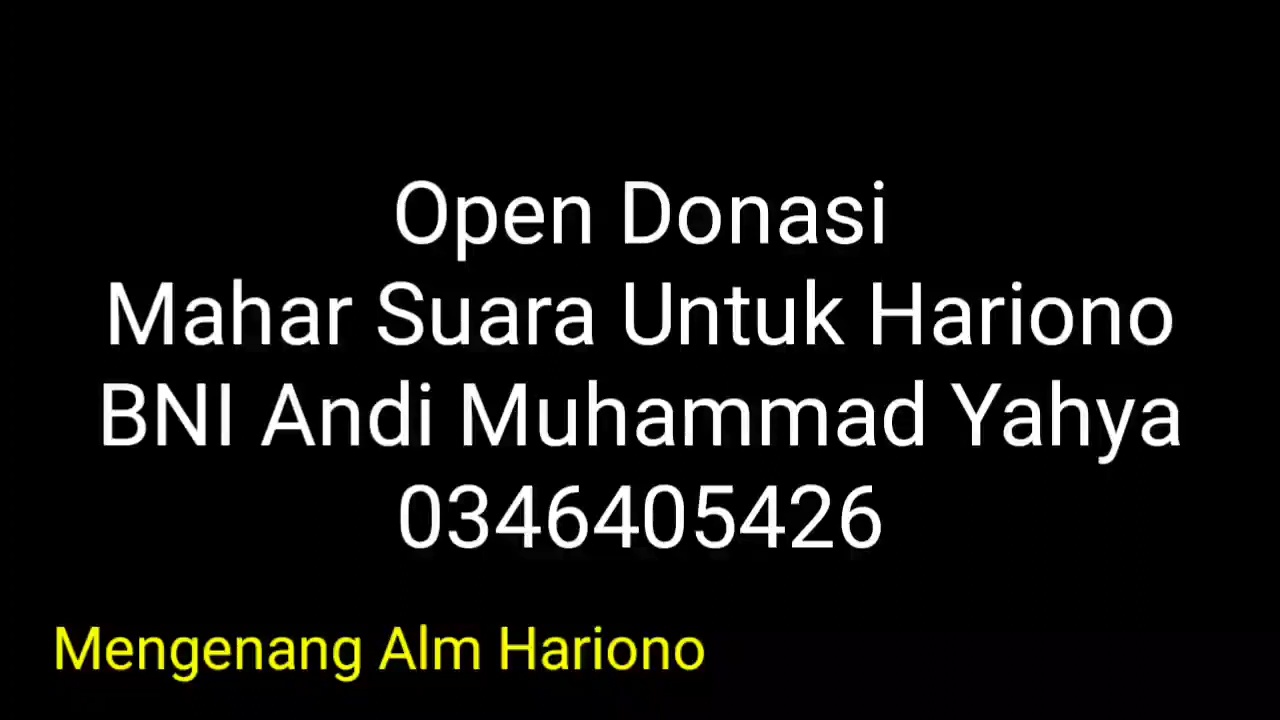 Open Donasi
Mahar Suara Untuk Hariono
BNI Andi Muhammad Yahya
0346405426
Mengenang Alm Hariono